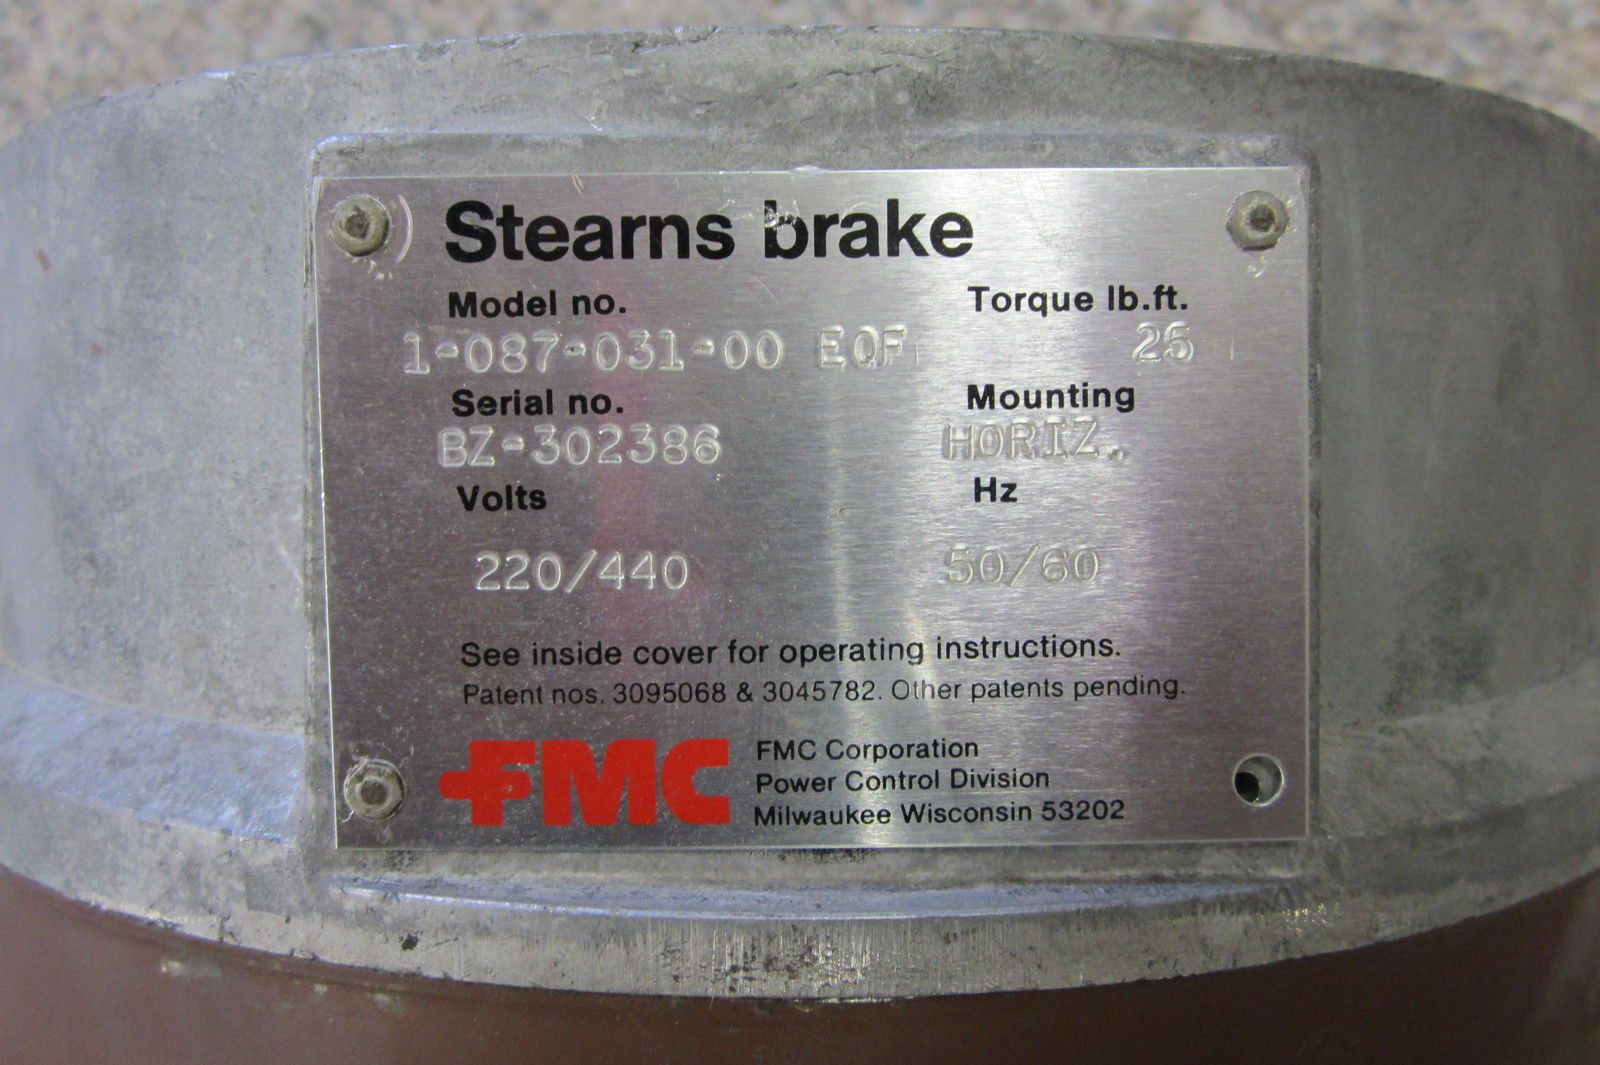 Stearns brake
Model no. Torque lb.ft.
1-087-031-00 EQF 25
Serial no. Mounting
BZ-302386 HORIZ.
Volts Hz
220/440 50/60
See inside cover for operating instructions.
Patent nos. 3095068 & 3045782. Other patents pending.
FMC
FMC Corporation
Power Control Division
Milwaukee Wisconsin 53202